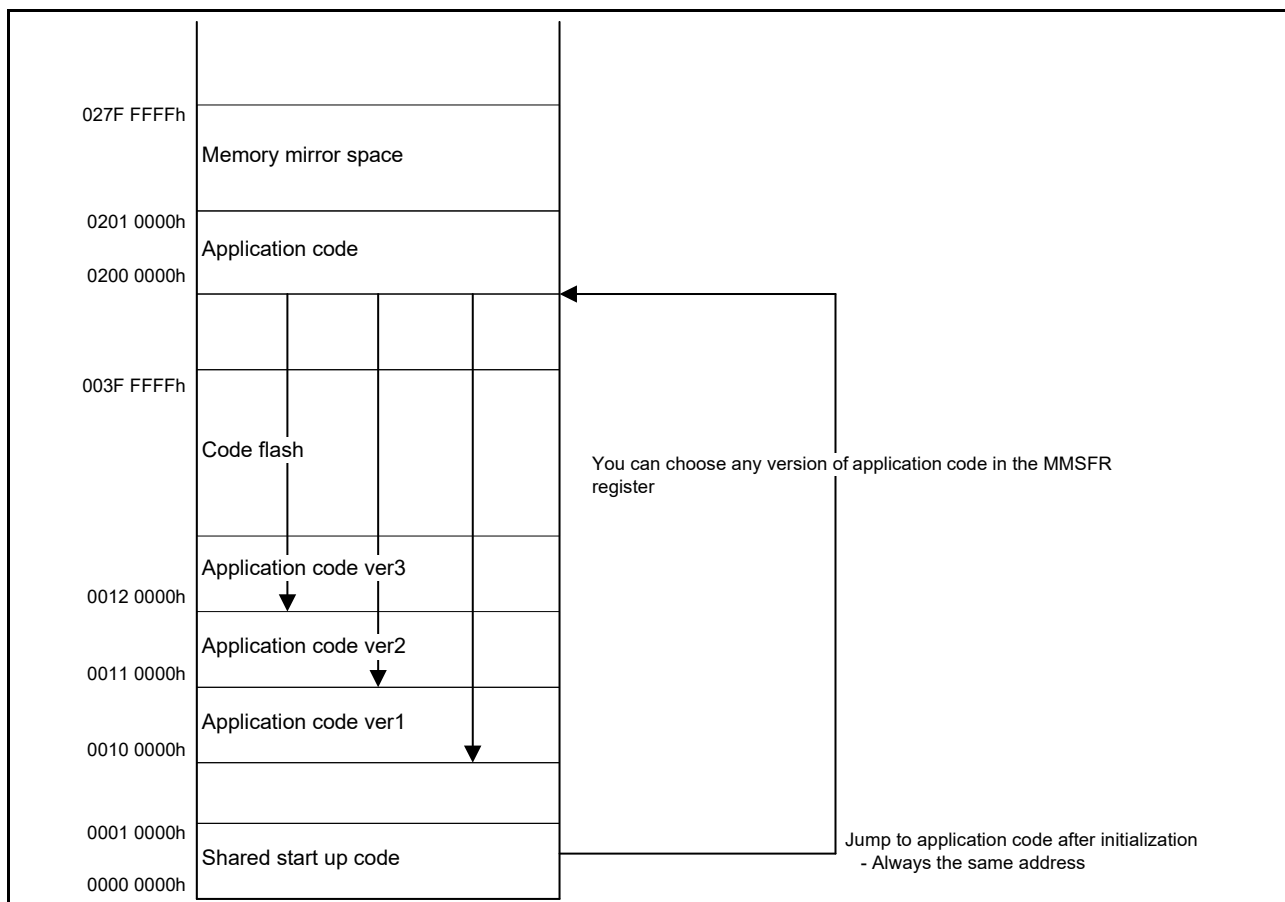 027F FFFFh
Memory mirror space
0201 0000h
Application code
0200 0000h
003F FFFFh
Code flash
You can choose any version of application code in the MMSFR
register
Application code ver3
0012 0000h
Application code ver2
0011 0000h
Application code ver1
0010 0000h
0001 0000h
Jump to application code after initialization
- Always the same address
Shared start up code
0000 0000h